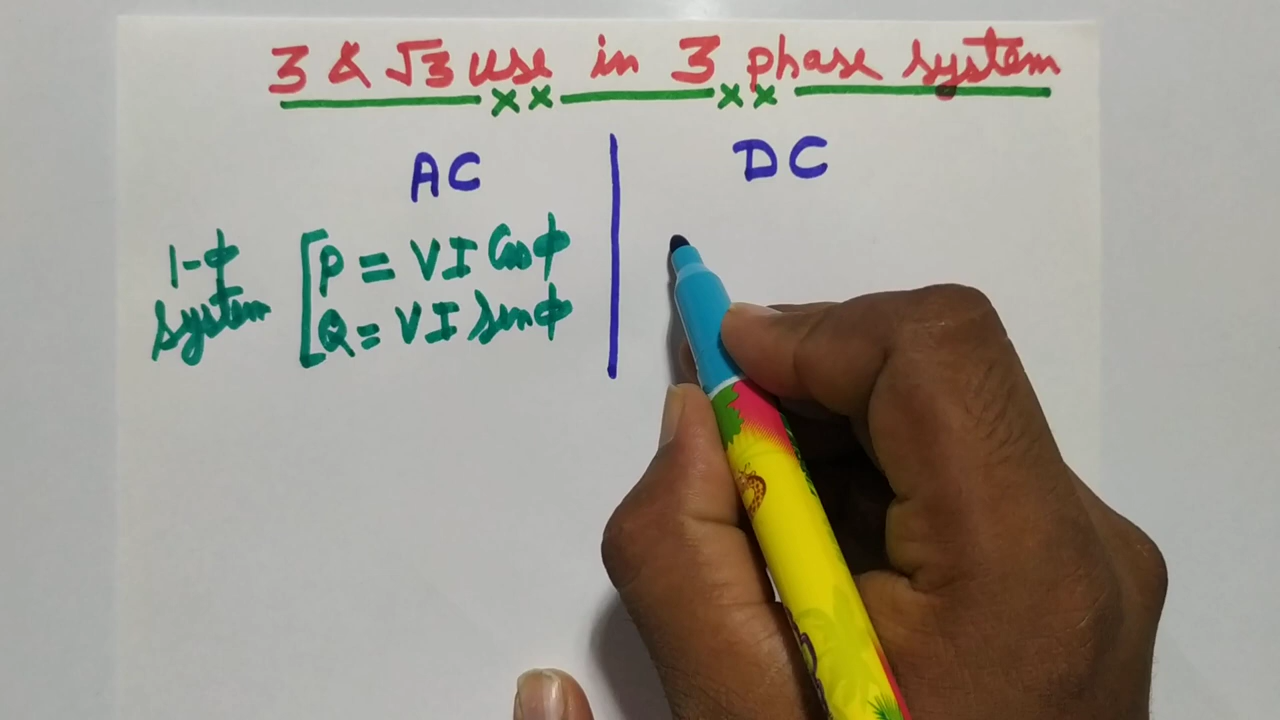 3 & √3 use in 3 phase system
AC
DC
1-ϕ
system
P = VI Cosϕ
Q = VI sinϕ